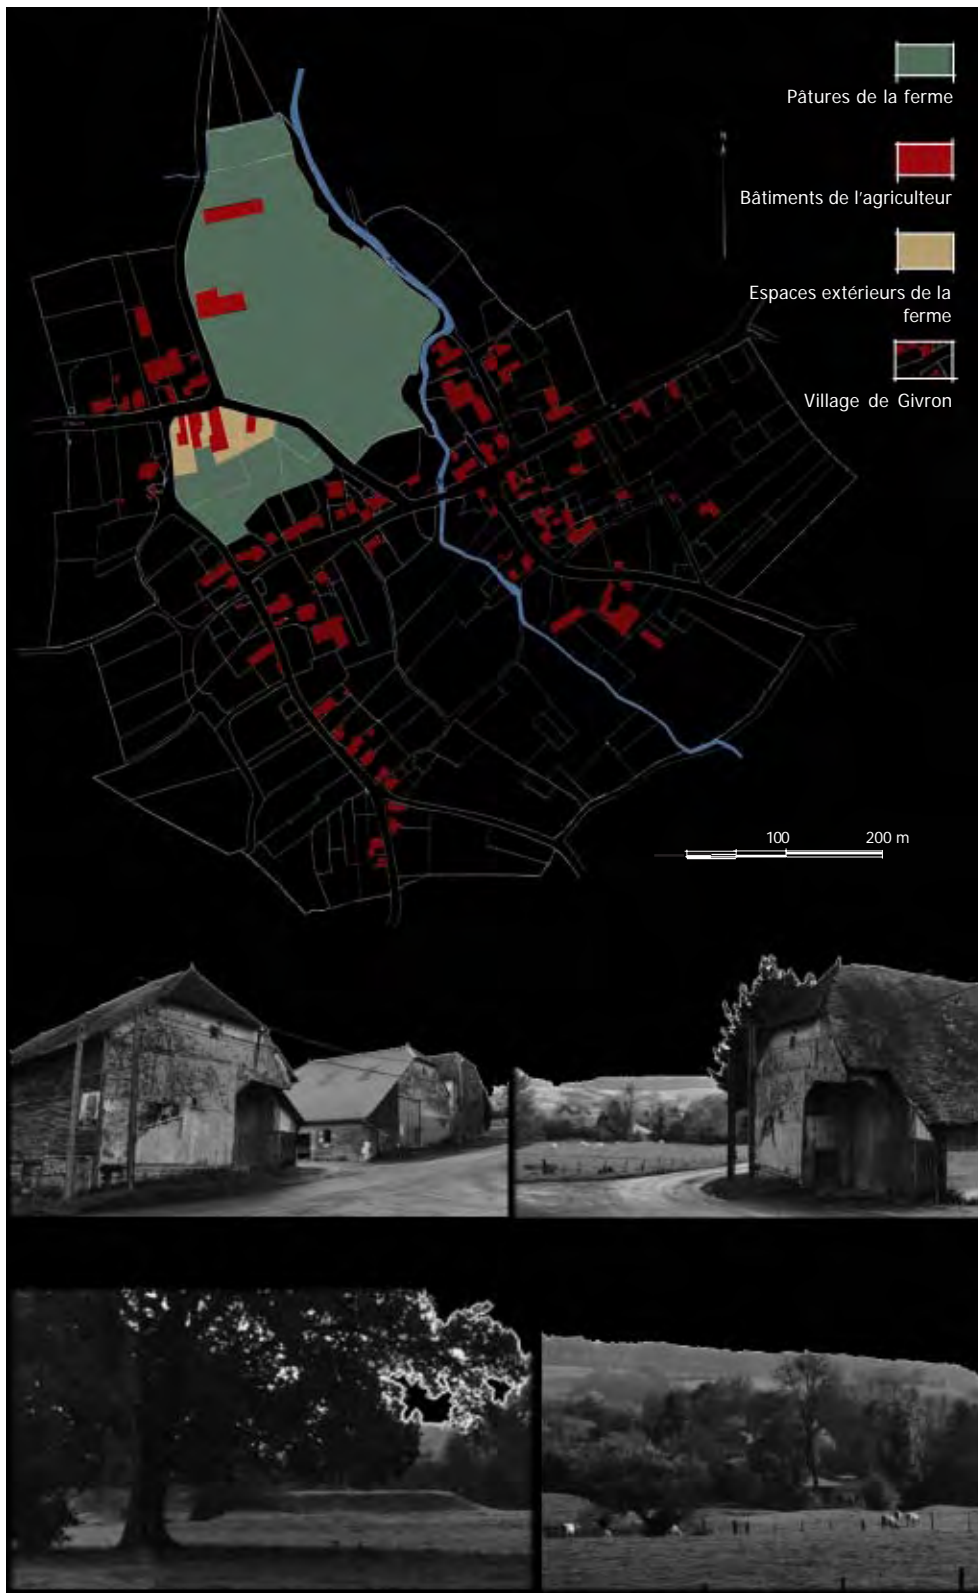 Pâtures de la ferme
Bâtiments de l'agriculteur
Espaces extérieurs de la
ferme
Village de Givron
100 200 m